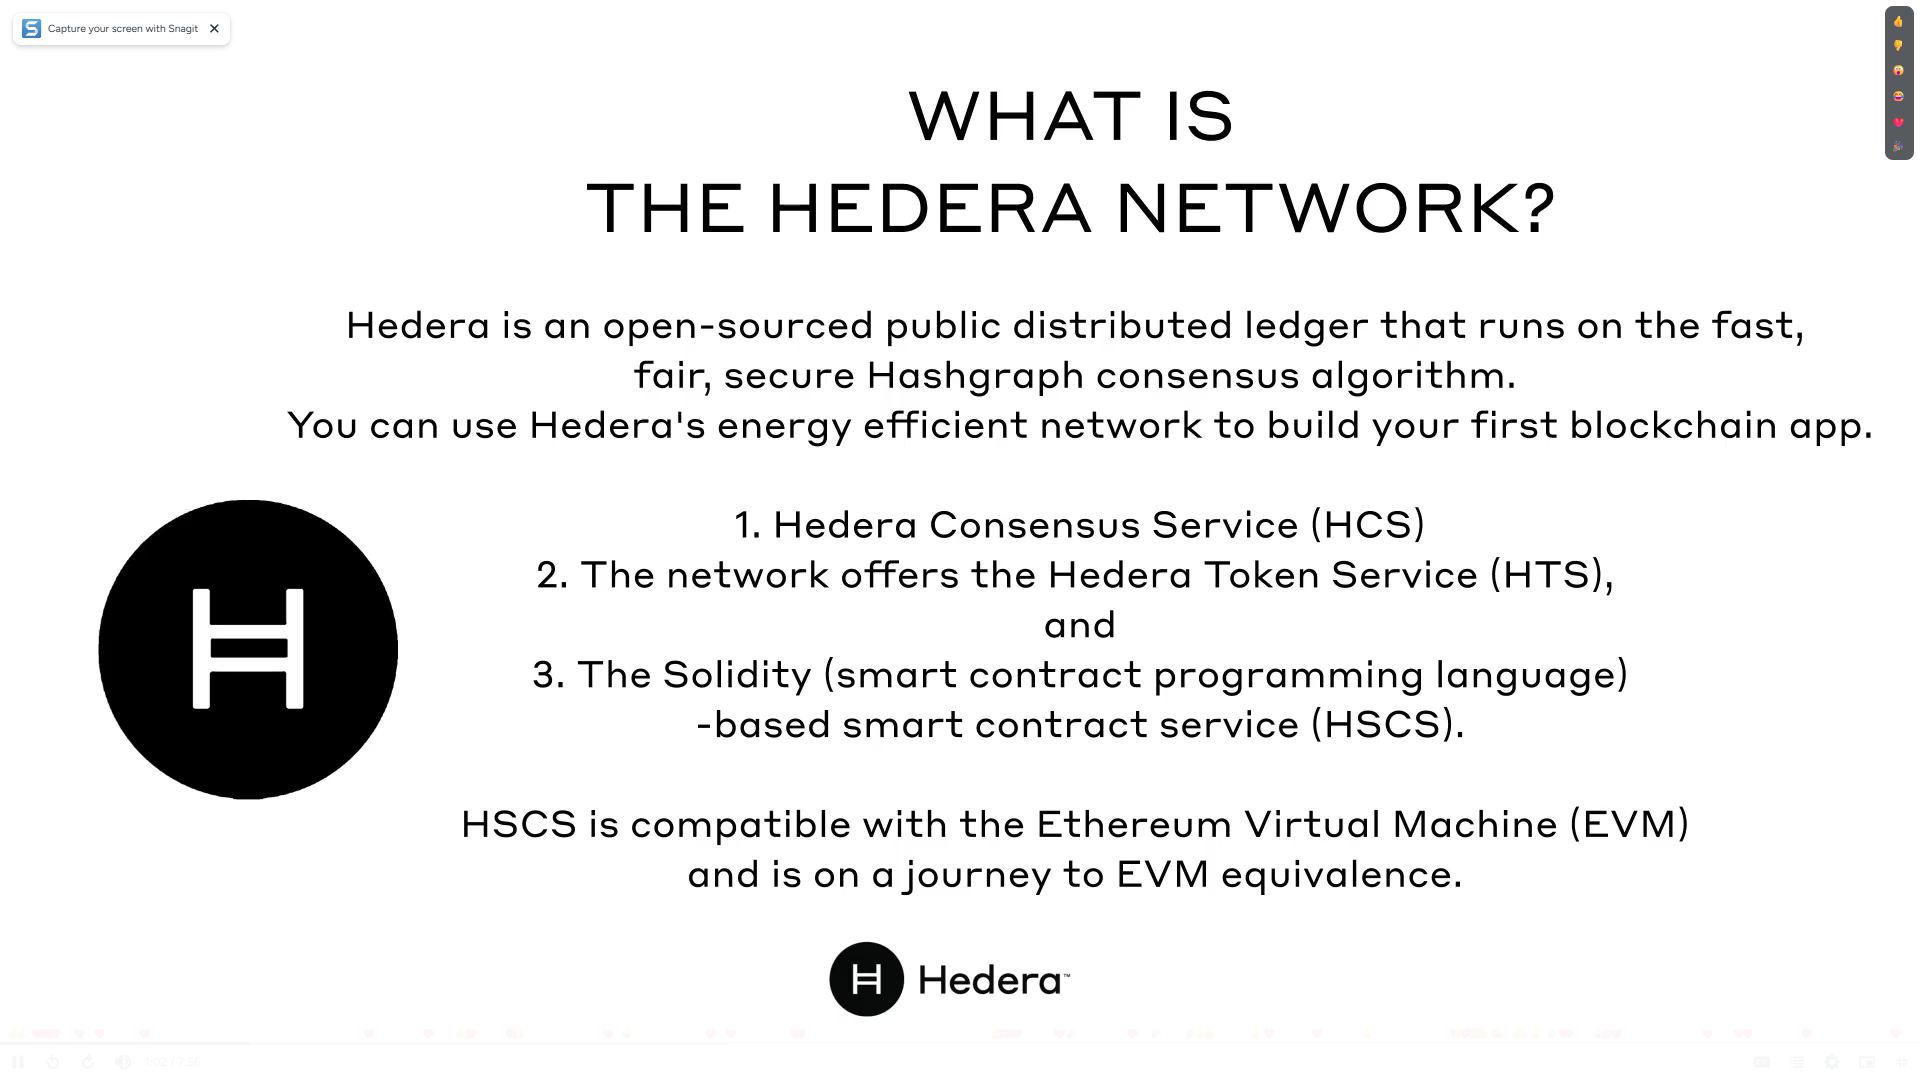 Capture your screen with Snagit
WHAT IS
THE HEDERA NETWORK?
Hedera is an open-sourced public distributed ledger that runs on the fast,
fair, secure Hashgraph consensus algorithm.
You can use Hedera's energy efficient network to build your first blockchain app.
1. Hedera Consensus Service (HCS)
2. The network offers the Hedera Token Service (HTS),
and
3. The Solidity (smart contract programming language)
-based smart contract service (HSCS).
HSCS is compatible with the Ethereum Virtual Machine (EVM)
and is on a journey to EVM equivalence.
Hedera™